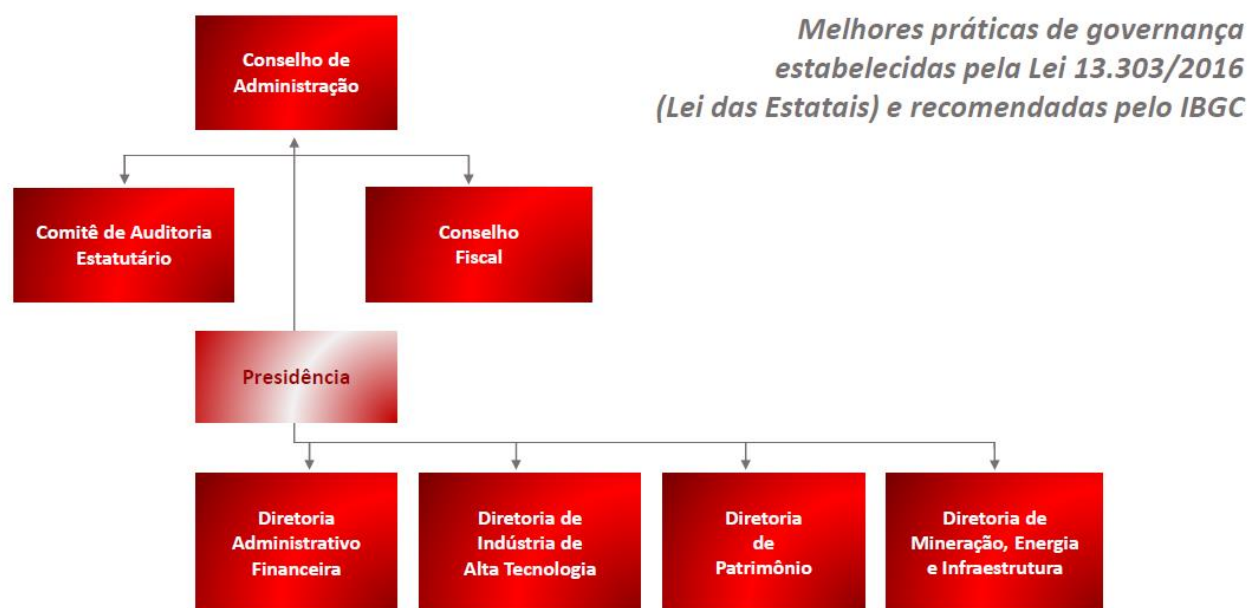 Melhores práticas de governança
estabelecidas pela Lei 13.303/2016
(Lei das Estatais) e recomendadas pelo IBGC
Conselho de
Administração
Comitê de Auditoria
Estatutário
Conselho
Fiscal
Presidência
Diretoria
Administrativo
Financeira
Diretoria de
Indústria de
Alta Tecnologia
Diretoria
de
Patrimônio
Diretoria de
Mineração, Energia
e Infraestrutura